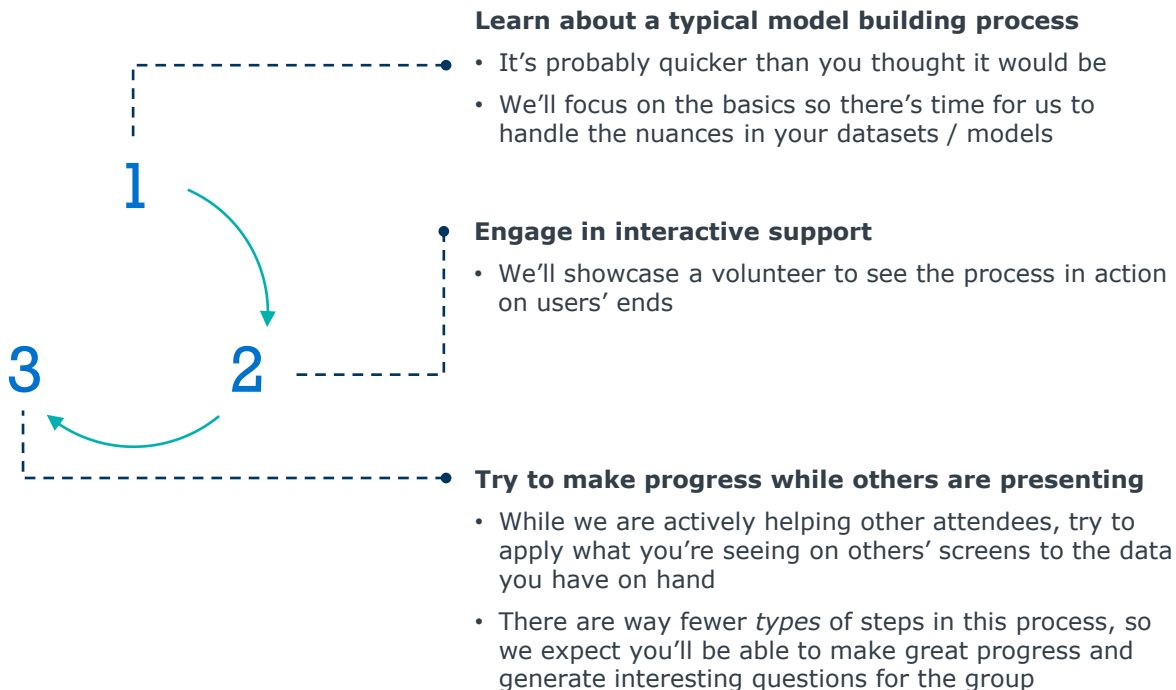 Learn about a typical model building process
• It’s probably quicker than you thought it would be
• We’ll focus on the basics so there’s time for us to
handle the nuances in your datasets / models
1
Engage in interactive support
• We’ll showcase a volunteer to see the process in action
on users’ ends
3
2
Try to make progress while others are presenting
• While we are actively helping other attendees, try to
apply what you’re seeing on others’ screens to the data
you have on hand
• There are way fewer types of steps in this process, so
we expect you’ll be able to make great progress and
generate interesting questions for the group